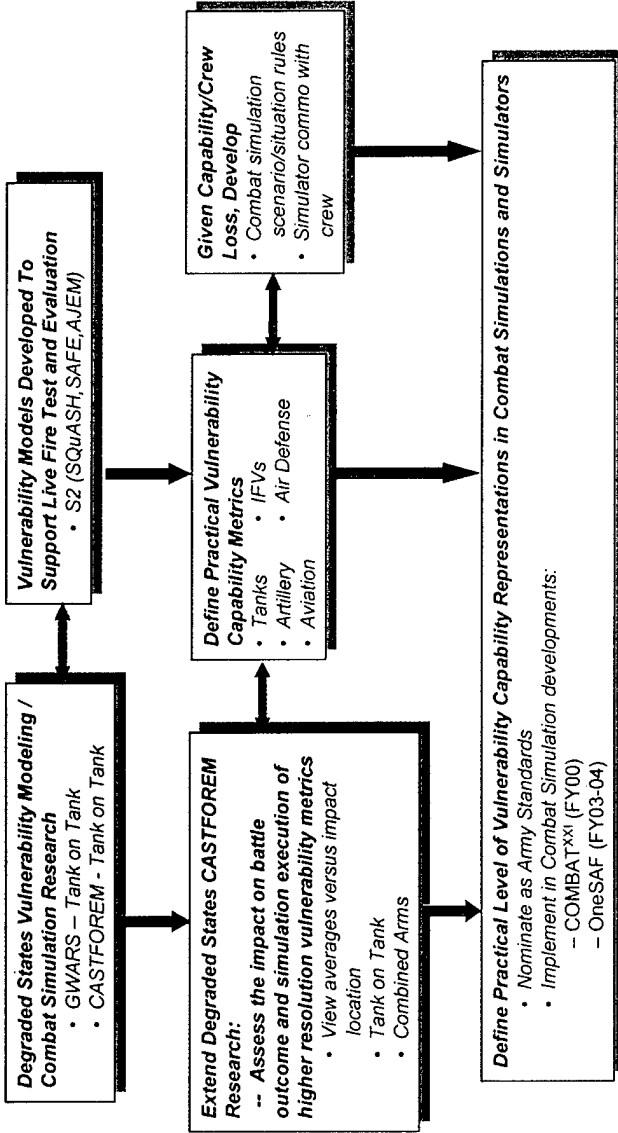 Degraded States Vulnerability Modeling /
Combat Simulation Research
• GWARS – Tank on Tank
• CASTFOREM - Tank on Tank
Vulnerability Models Developed To
Support Live Fire Test and Evaluation
• S2 (SQuASH,SAFE,AJEM)
Extend Degraded States CASTFOREM
Research:
-- Assess the impact on battle
outcome and simulation execution of
higher resolution vulnerability metrics
• View averages versus impact
location
• Tank on Tank
• Combined Arms
Define Practical Vulnerability
Capability Metrics
• Tanks • IFVs
• Artillery • Air Defense
• Aviation
Given Capability/Crew
Loss, Develop
• Combat simulation
scenario/situation rules
• Simulator commo with
crew
Define Practical Level of Vulnerability Capability Representations in Combat Simulations and Simulators
• Nominate as Army Standards
• Implement in Combat Simulation developments:
– COMBATXXI (FY00)
– OneSAF (FY03-04)